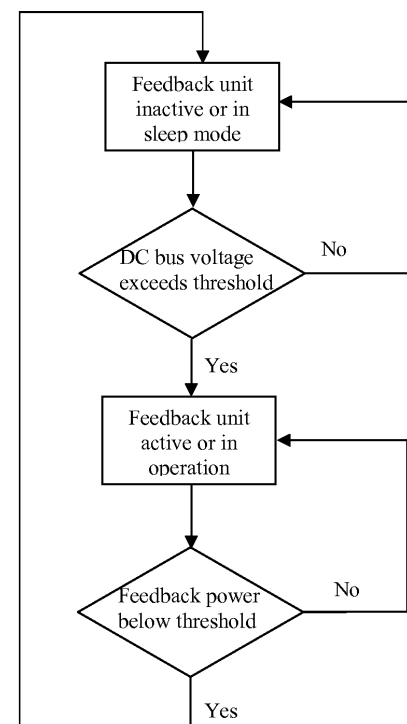 Feedback unit
inactive or in
sleep mode
DC bus voltage
exceeds threshold
No
Yes
Feedback unit
active or in
operation
Feedback power
below threshold
No
Yes